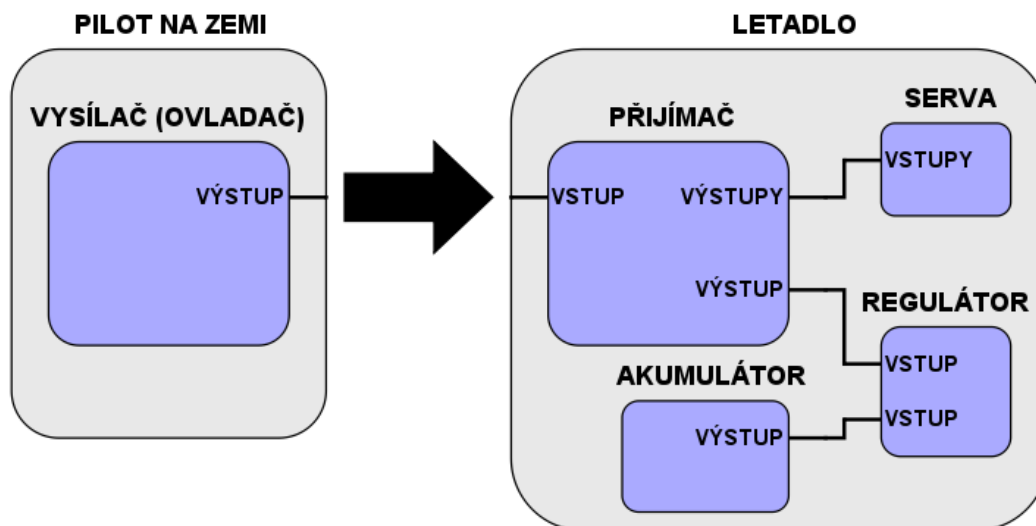 PILOT NA ZEMI
VYSÍLAČ (OVLADAČ)
VÝSTUP
LETADLO
PŘIJÍMAČ
VSTUP
VÝSTUPY
VÝSTUP
SERVA
VSTUPY
REGULÁTOR
VSTUP
VSTUP
AKUMULÁTOR
VÝSTUP